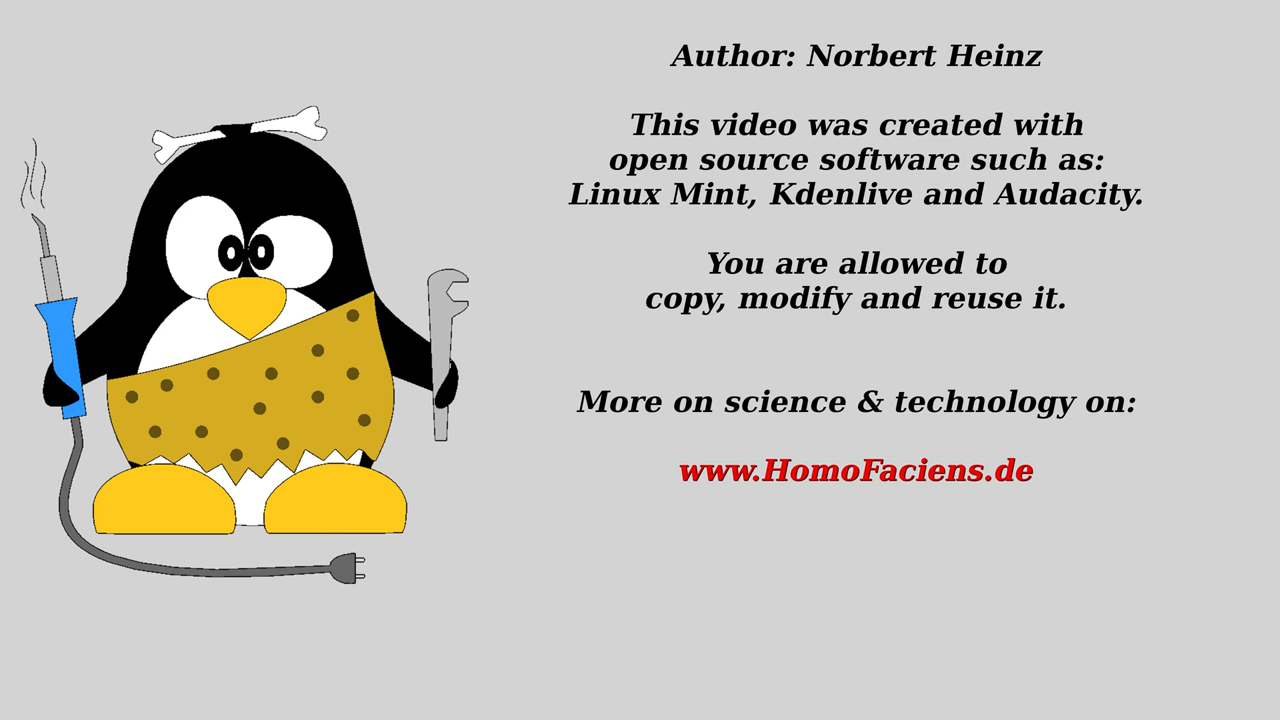 Author: Norbert Heinz
This video was created with
open source software such as:
Linux Mint, Kdenlive and Audacity.
You are allowed to
copy, modify and reuse it.
More on science & technology on:
www.HomoFaciens.de